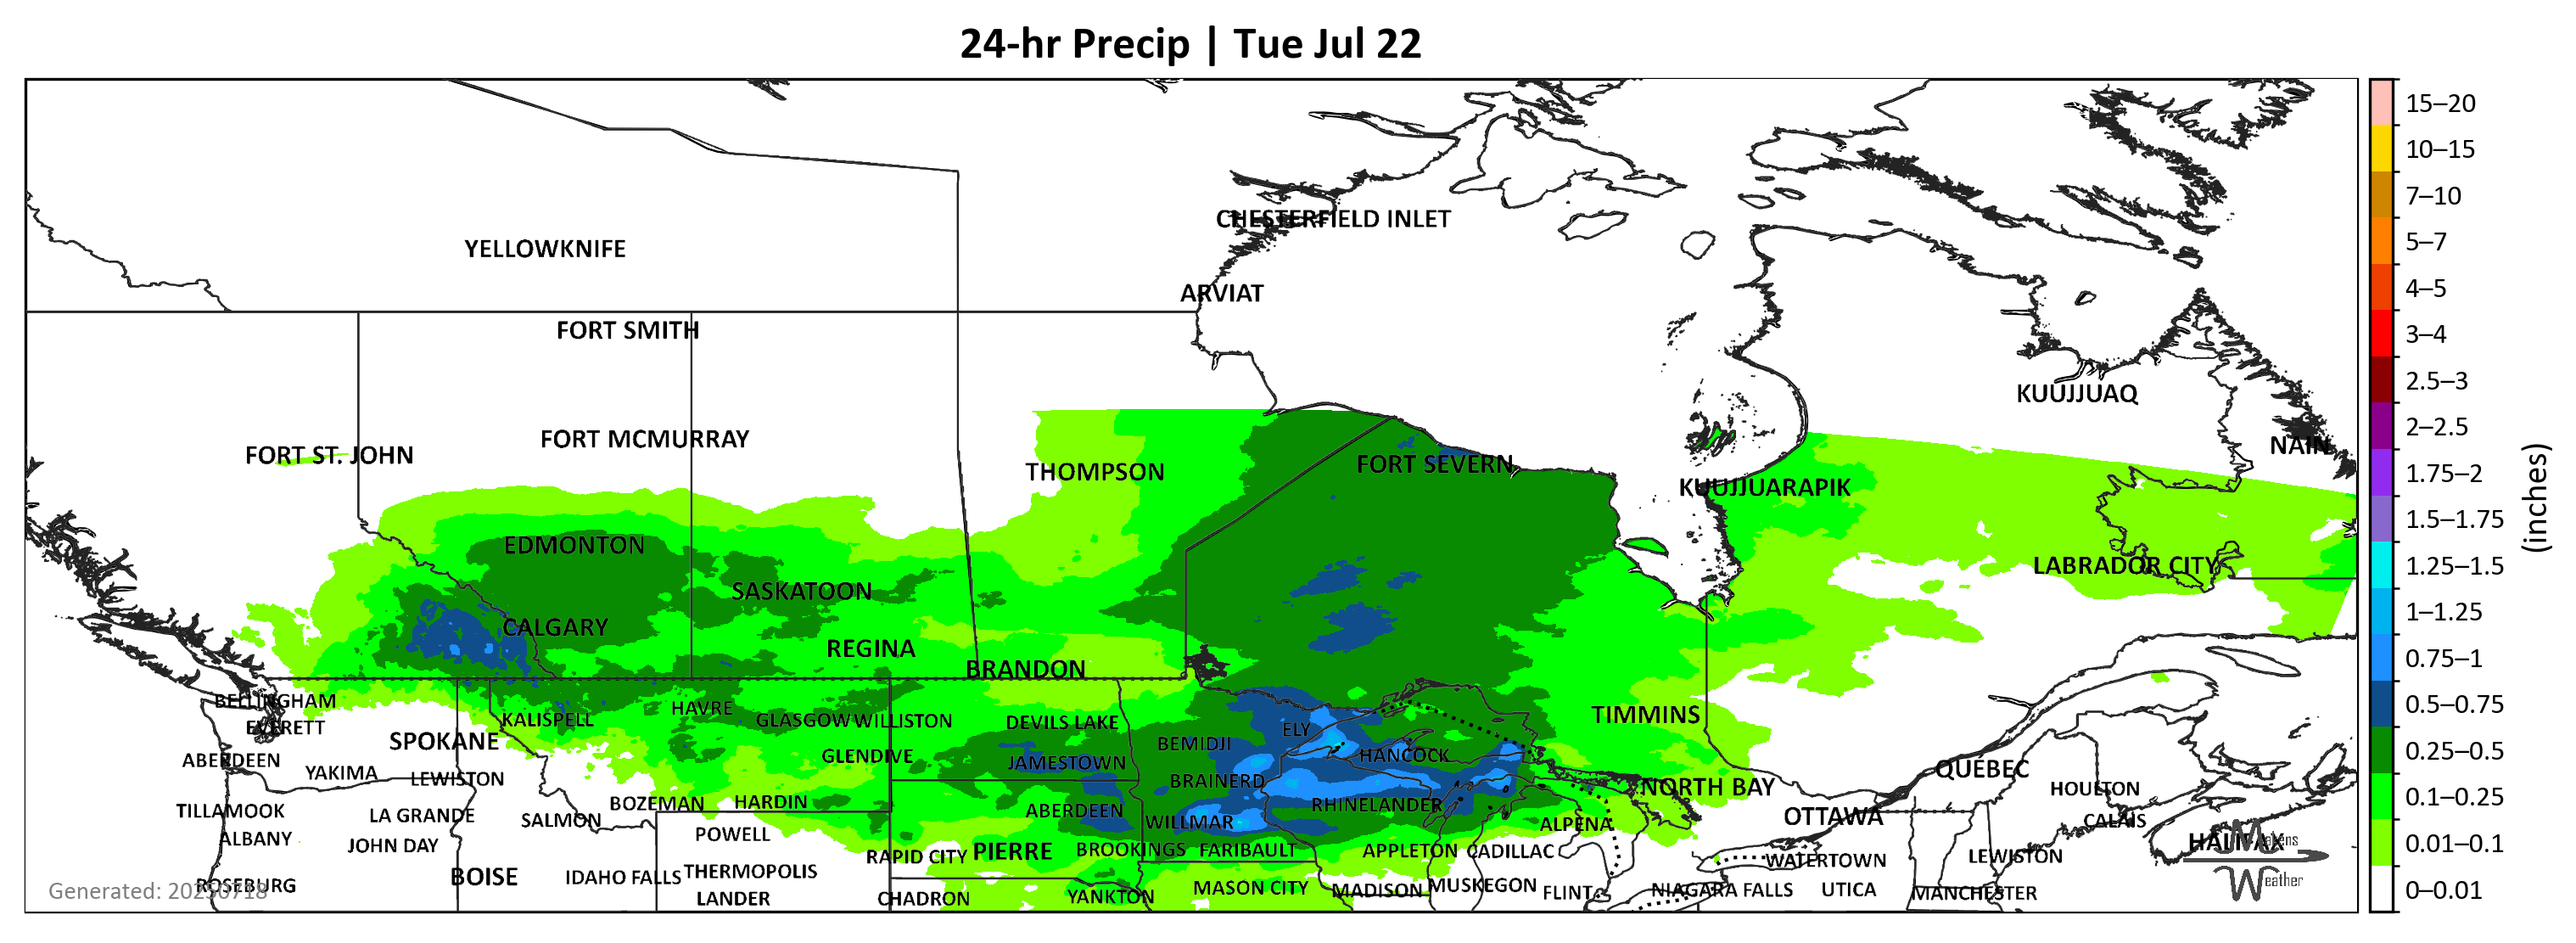 24-hr Precip | Tue Jul 22
15–20
10–15
7–10
5–7
4–5
3–4
2.5–3
2–2.5
1.75–2
1.5–1.75
1.25–1.5
1–1.25
0.75–1
0.5–0.75
0.25–0.5
0.1–0.25
0.01–0.1
0–0.01
(inches)
CHESTERFIELD INLET
YELLOWKNIFE
ARVIAT
FORT SMITH
KUUJJUAQ
FORT MCMURRAY
NAIN
FORT ST. JOHN
FORT SEVERN
THOMPSON
KUUJJUARAPIK
EDMONTON
LABRADOR CITY
SASKATOON
CALGARY
REGINA
BRANDON
BELLINGHAM
KALISPELL
HAVRE
GLASGOW
WILLISTON
DEVILS LAKE
TIMMINS
EVERETT
ELY
SPOKANE
BEMIDJI
GLENDIVE
HANCOCK
ABERDEEN
JAMESTOWN
QUÉBEC
YAKIMA
LEWISTON
BRAINERD
NORTH BAY
HOULTON
BOZEMAN
HARDIN
RHINELANDER
TILLAMOOK
LA GRANDE
ABERDEEN
OTTAWA
SALMON
WILLMAR
CALAIS
ALPENA
POWELL
ALBANY
JOHN DAY
HALIFAX
Makens
Weather
RAPID CITY
PIERRE
BROOKINGS
FARIBAULT
APPLETON
CADILLAC
LEWISTON
WATERTOWN
THERMOPOLIS
BOISE
IDAHO FALLS
ROSEBURG
MASON CITY
MADISON
MUSKEGON
FLINT
NIAGARA FALLS
UTICA
MANCHESTER
LANDER
CHADRON
YANKTON
Generated: 20250718